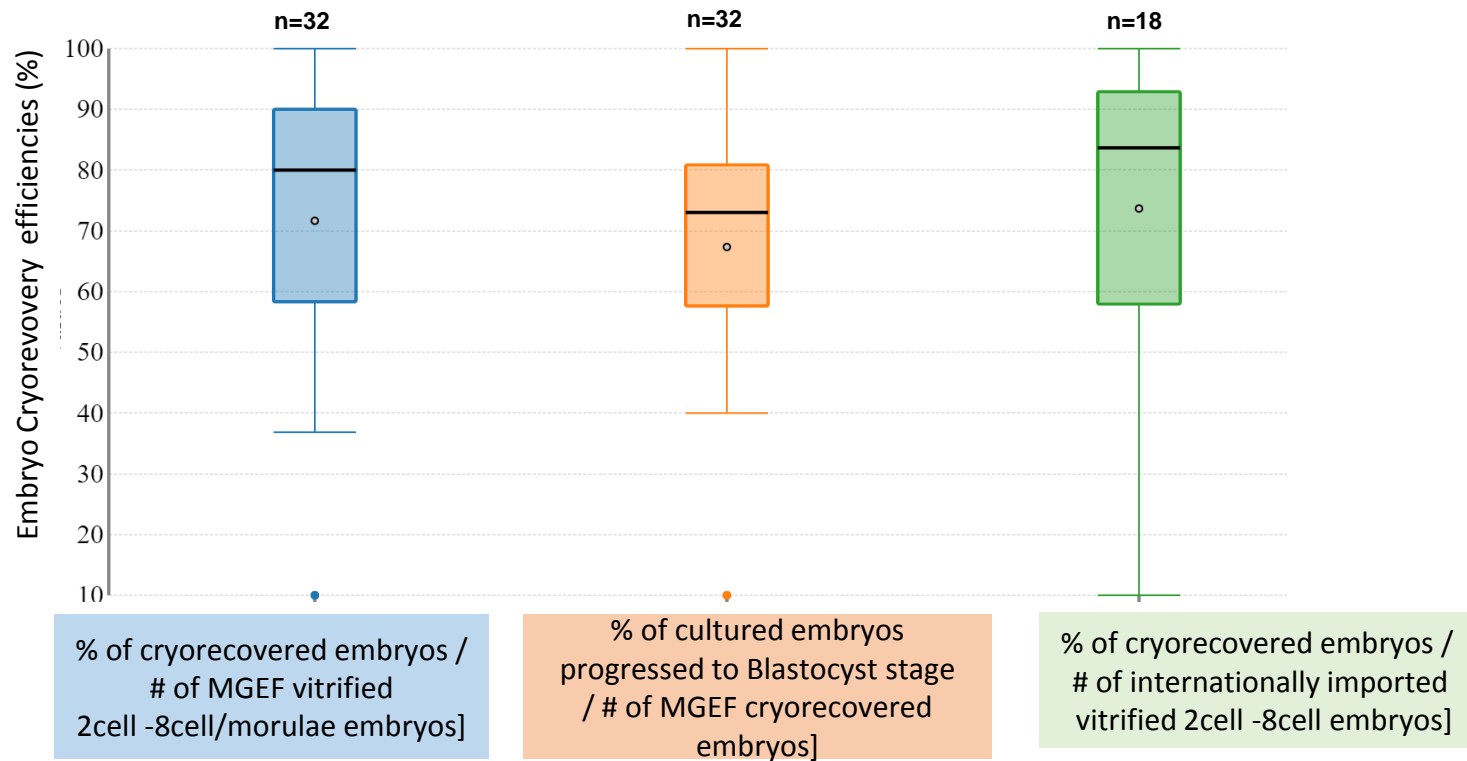 n=32
n=32
n=18
Embryo Cryorevovery efficiencies (%)
100
90
80
70
60
50
40
30
20
10
% of cryorecovered embryos /
# of MGEF vitrified
2cell -8cell/morulae embryos]
% of cultured embryos
progressed to Blastocyst stage
/ # of MGEF cryorecovered
embryos]
% of cryorecovered embryos /
# of internationally imported
vitrified 2cell -8cell embryos]